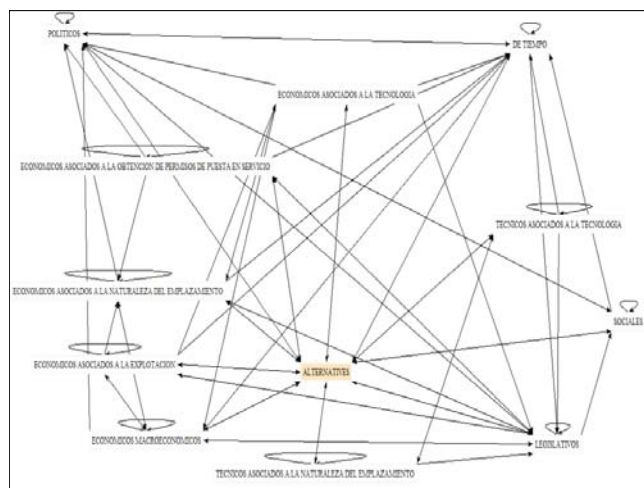 POLITICOS
DE TIEMPO
ECONOMICOS ASOCIADOS A LA TECNOLOGIA
ECONOMICOS ASOCIADOS A LA OBTENCION DE PERMISOS DE PUESTA EN SERVICIO
TECNICOS ASOCIADOS A LA TECNOLOGIA
ECONOMICOS ASOCIADOS A LA NATURALEZA DEL EMPLAZAMIENTO
SOCIALES
ECONOMICOS ASOCIADOS A LA EXPLOTACION
ALTERNATIVES
ECONOMICOS MACROECONOMICOS
LEGISLATIVOS
TECNICOS ASOCIADOS A LA NATURALEZA DEL EMPLAZAMIENTO